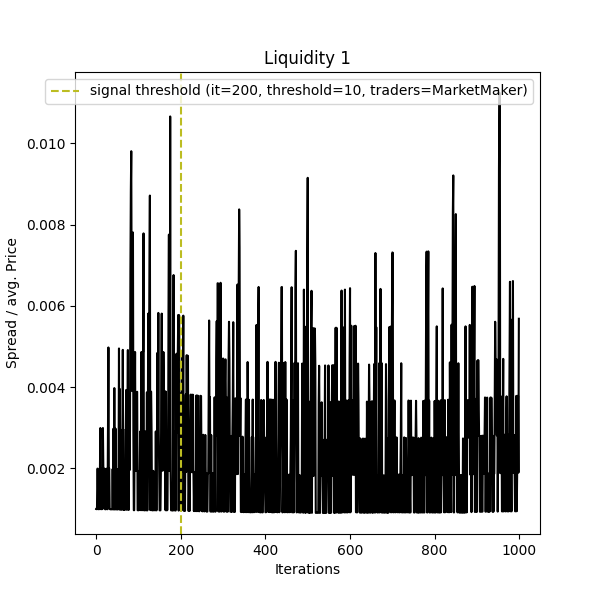 Liquidity 1
signal threshold (it=200, threshold=10, traders=MarketMaker)
Spread / avg. Price
0.010
0.008
0.006
0.004
0.002
0
200
400
600
800
1000
Iterations